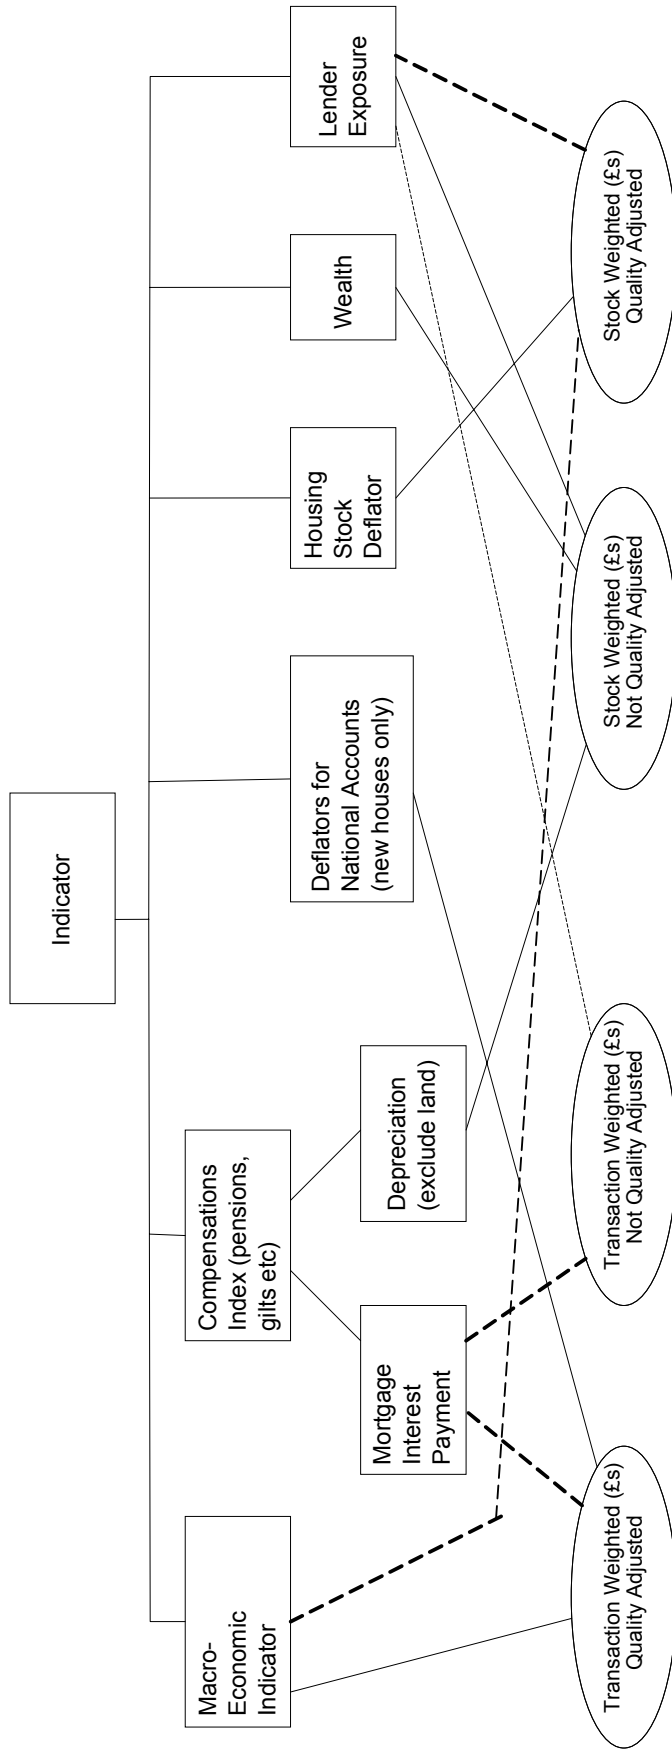 Indicator
Macro-
Economic
Indicator
Compensations
Index (pensions,
gilts etc)
Mortgage
Interest
Payment
Depreciation
(exclude land)
Deflators for
National Accounts
(new houses only)
Housing
Stock
Deflator
Wealth
Lender
Exposure
Transaction Weighted (£s)
Quality Adjusted
Transaction Weighted (£s)
Not Quality Adjusted
Stock Weighted (£s)
Not Quality Adjusted
Stock Weighted (£s)
Quality Adjusted